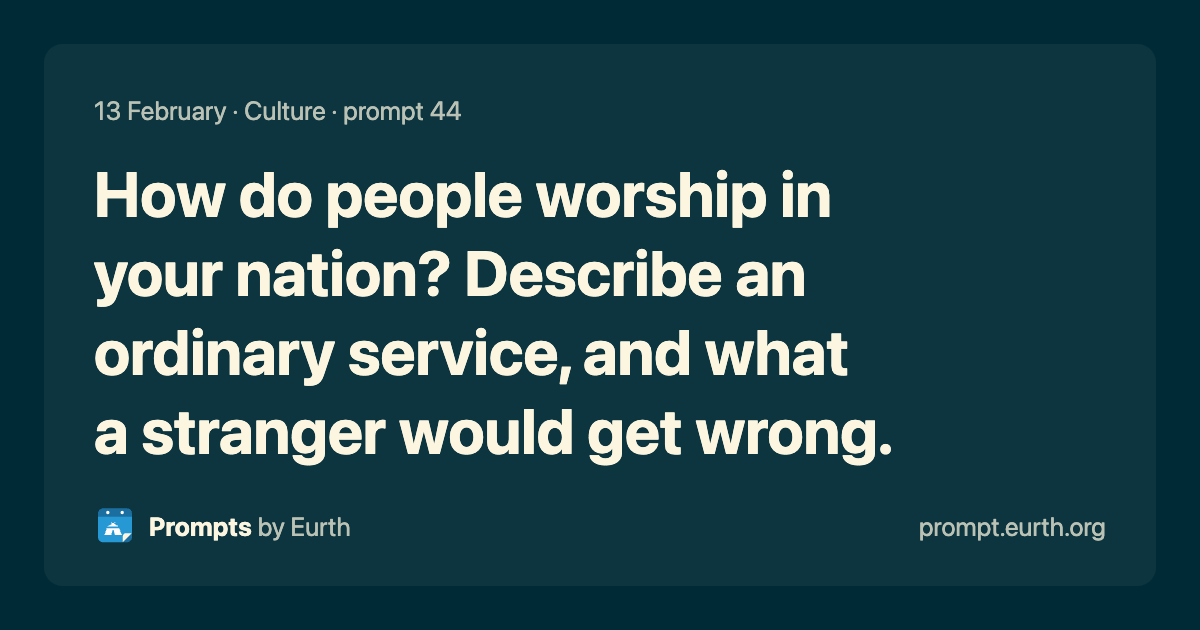 13 February · Culture · prompt 44
How do people worship in
your nation? Describe an
ordinary service, and what
a stranger would get wrong.
Prompts by Eurth
prompt.eurth.org